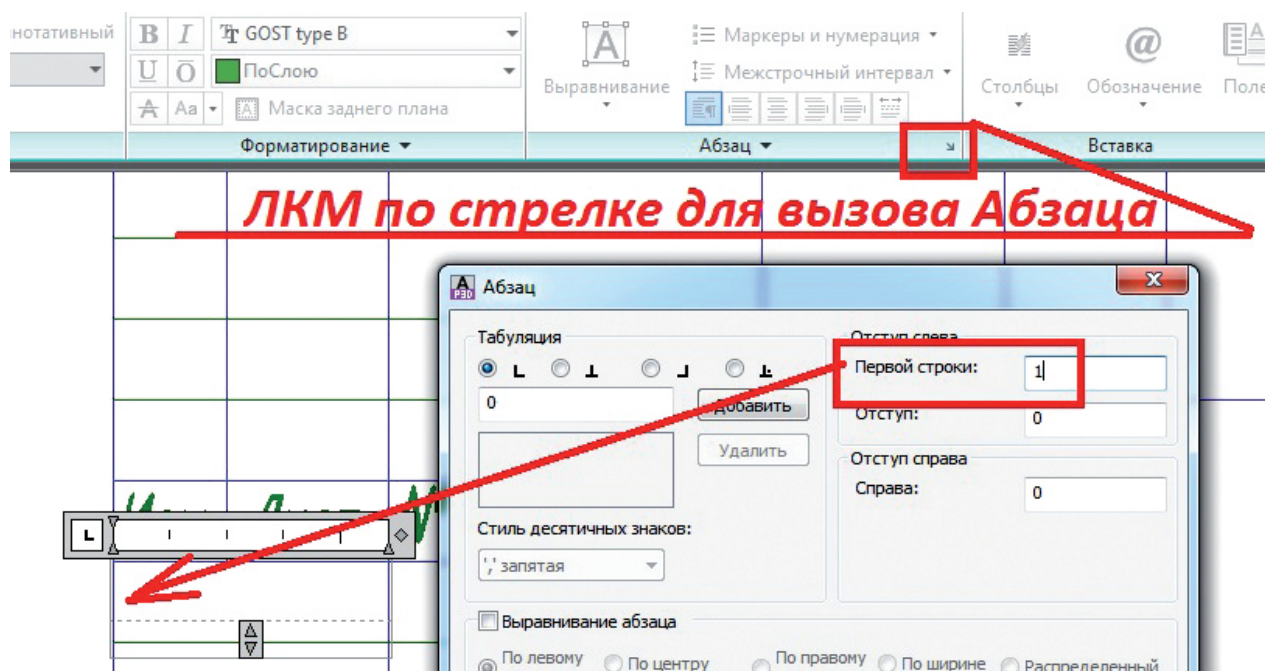 нотативный B I GOST type B Маркеры и нумерация
U O ПоСлою Межстрочный интервал
A Aa Маска заднего плана Выравнивание Столбцы Обозначение Поле
Форматирование Абзац Вставка
ЛКМ по стрелке для вызова Абзаца
Абзац
Табуляция Отступ слева
Первой строки: 1
0 Добавить
Отступ: 0
Удалить
Отступ справа
Справа: 0
Стиль десятичных знаков:
',' запятая
Выравнивание абзаца
По левому По центру По правому По ширине Распределенный